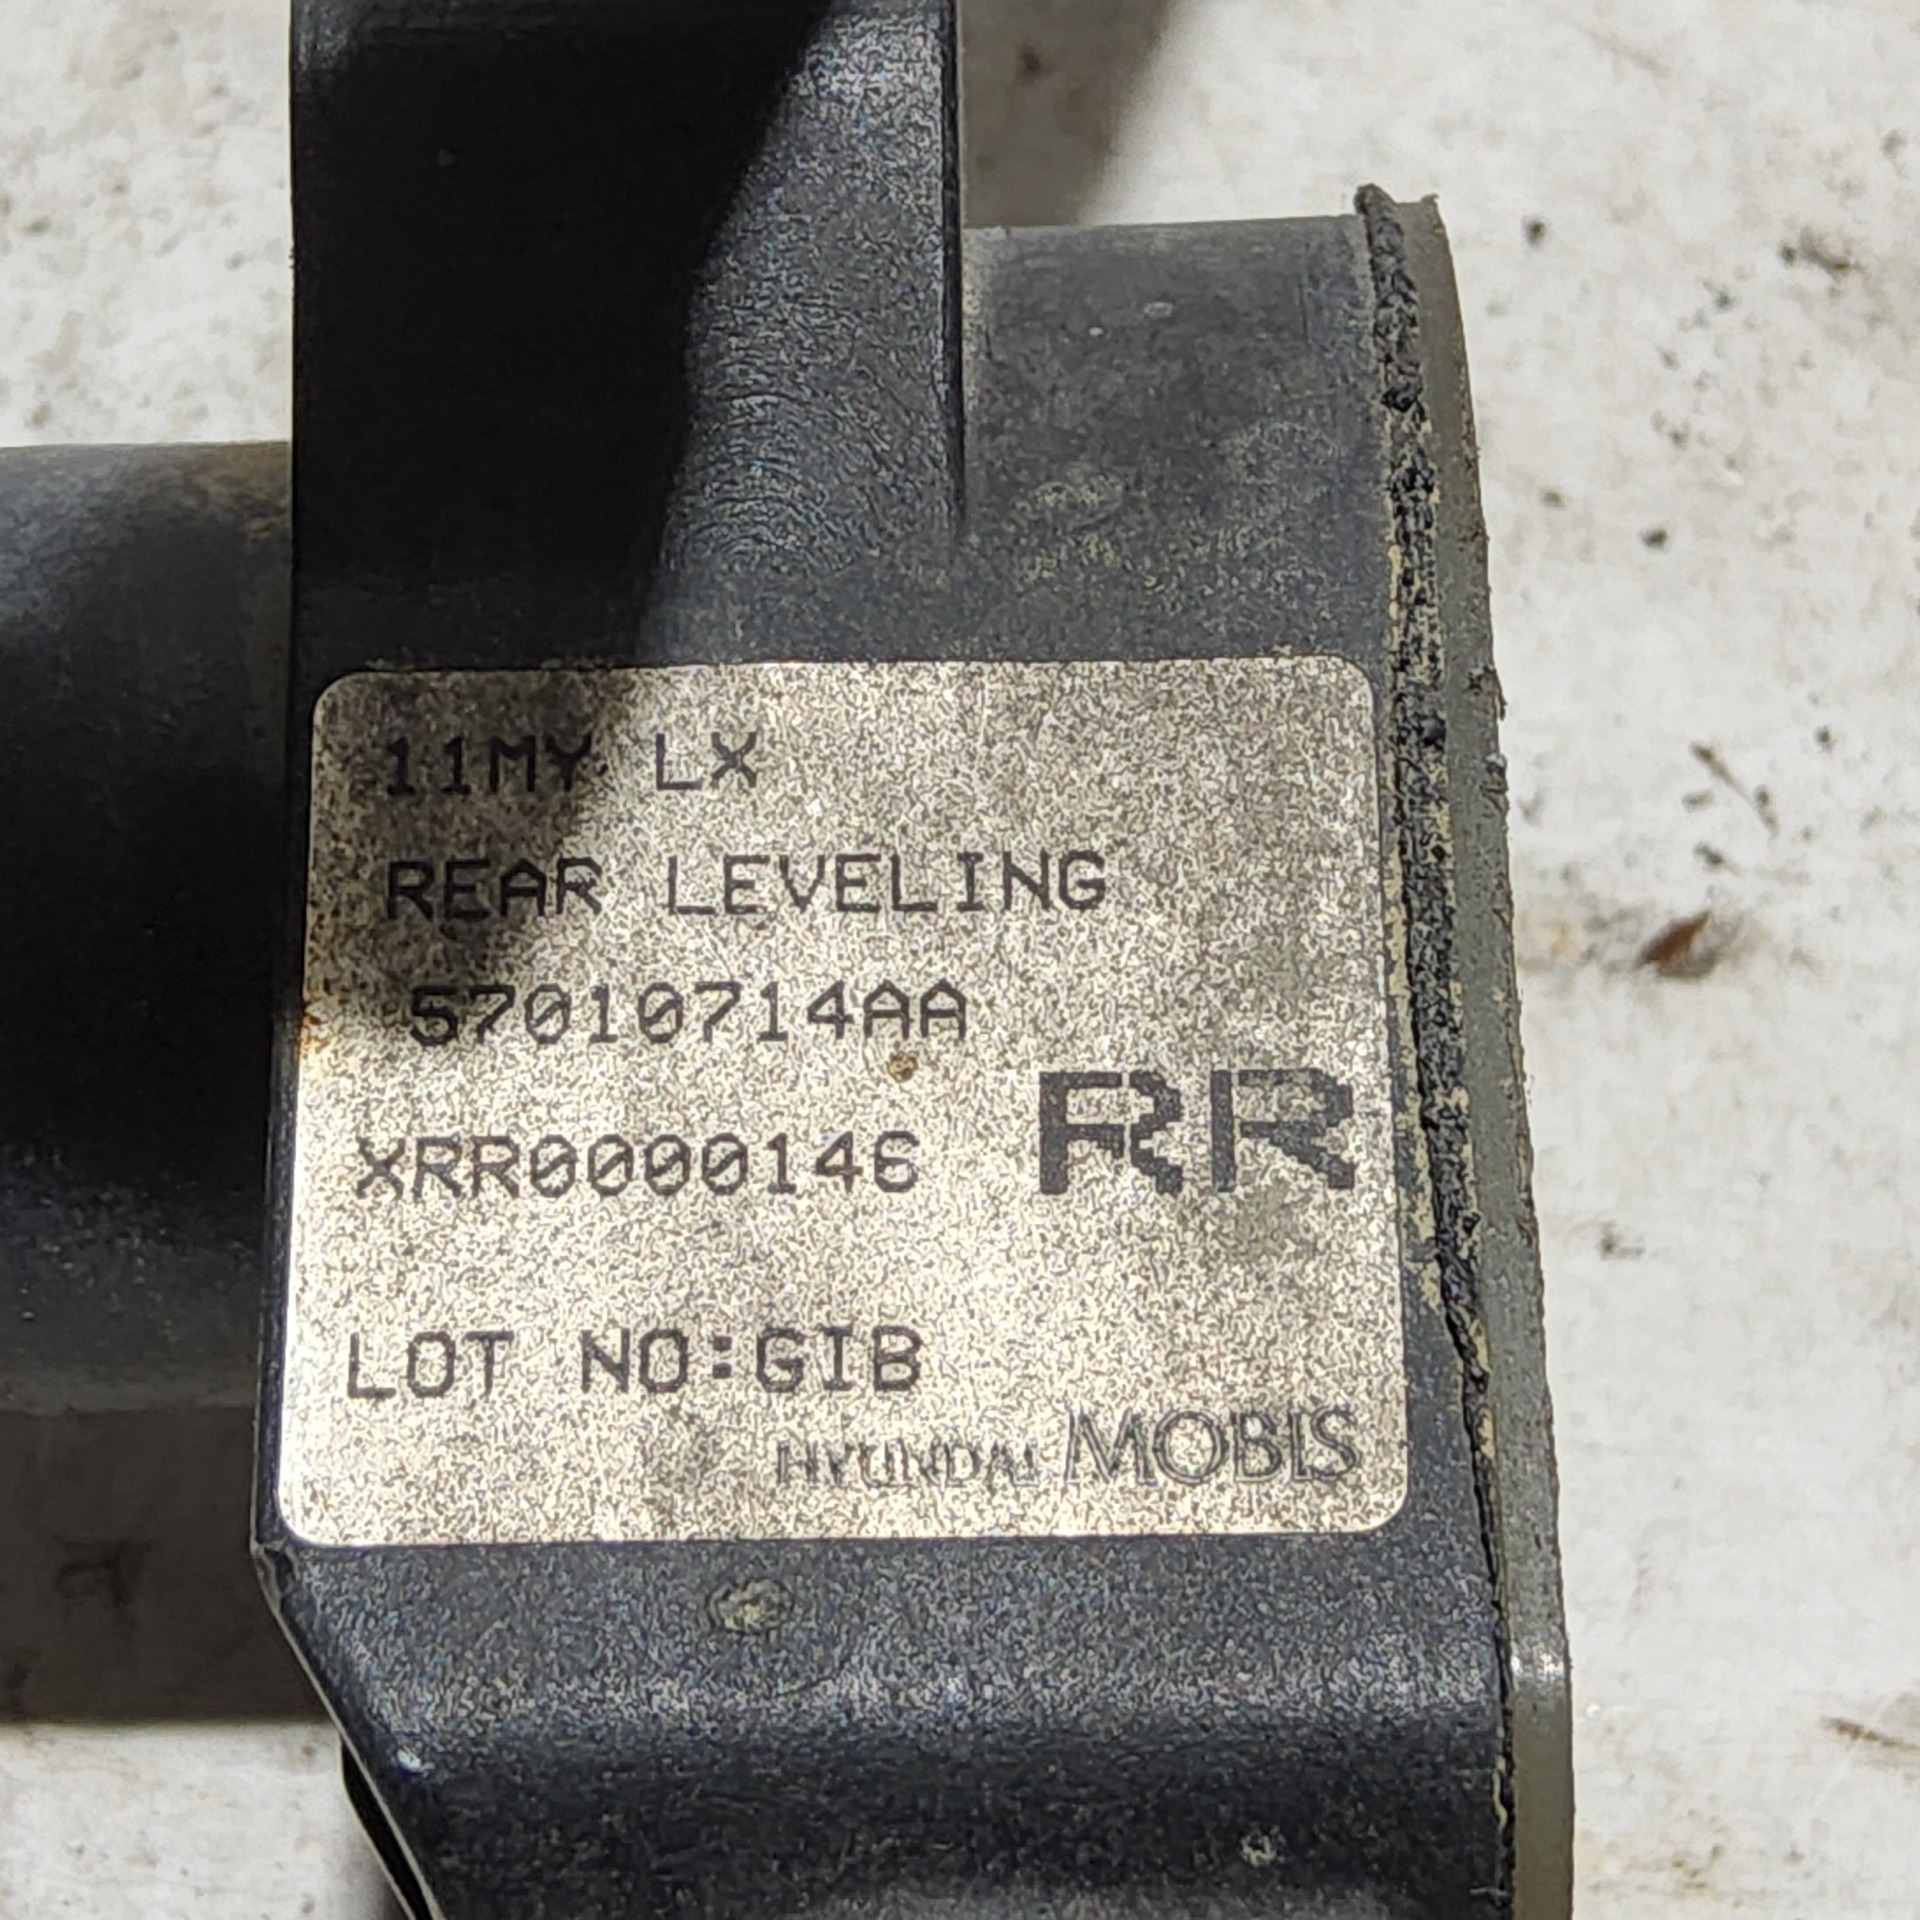 11MY LX
REAR LEVELING
57010714AA
XRR0000146 RR
LOT NO:GIB
HYUNDAI MOBIS